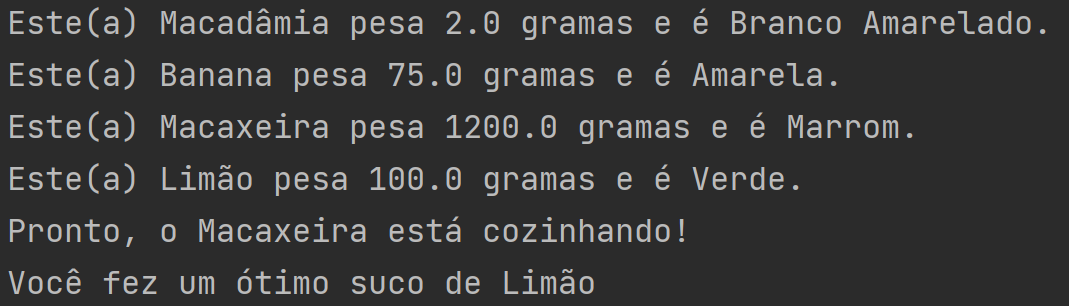 Este(a) Macadâmia pesa 2.0 gramas e é Branco Amarelado.
Este(a) Banana pesa 75.0 gramas e é Amarela.
Este(a) Macaxeira pesa 1200.0 gramas e é Marrom.
Este(a) Limão pesa 100.0 gramas e é Verde.
Pronto, o Macaxeira está cozinhando!
Você fez um ótimo suco de Limão